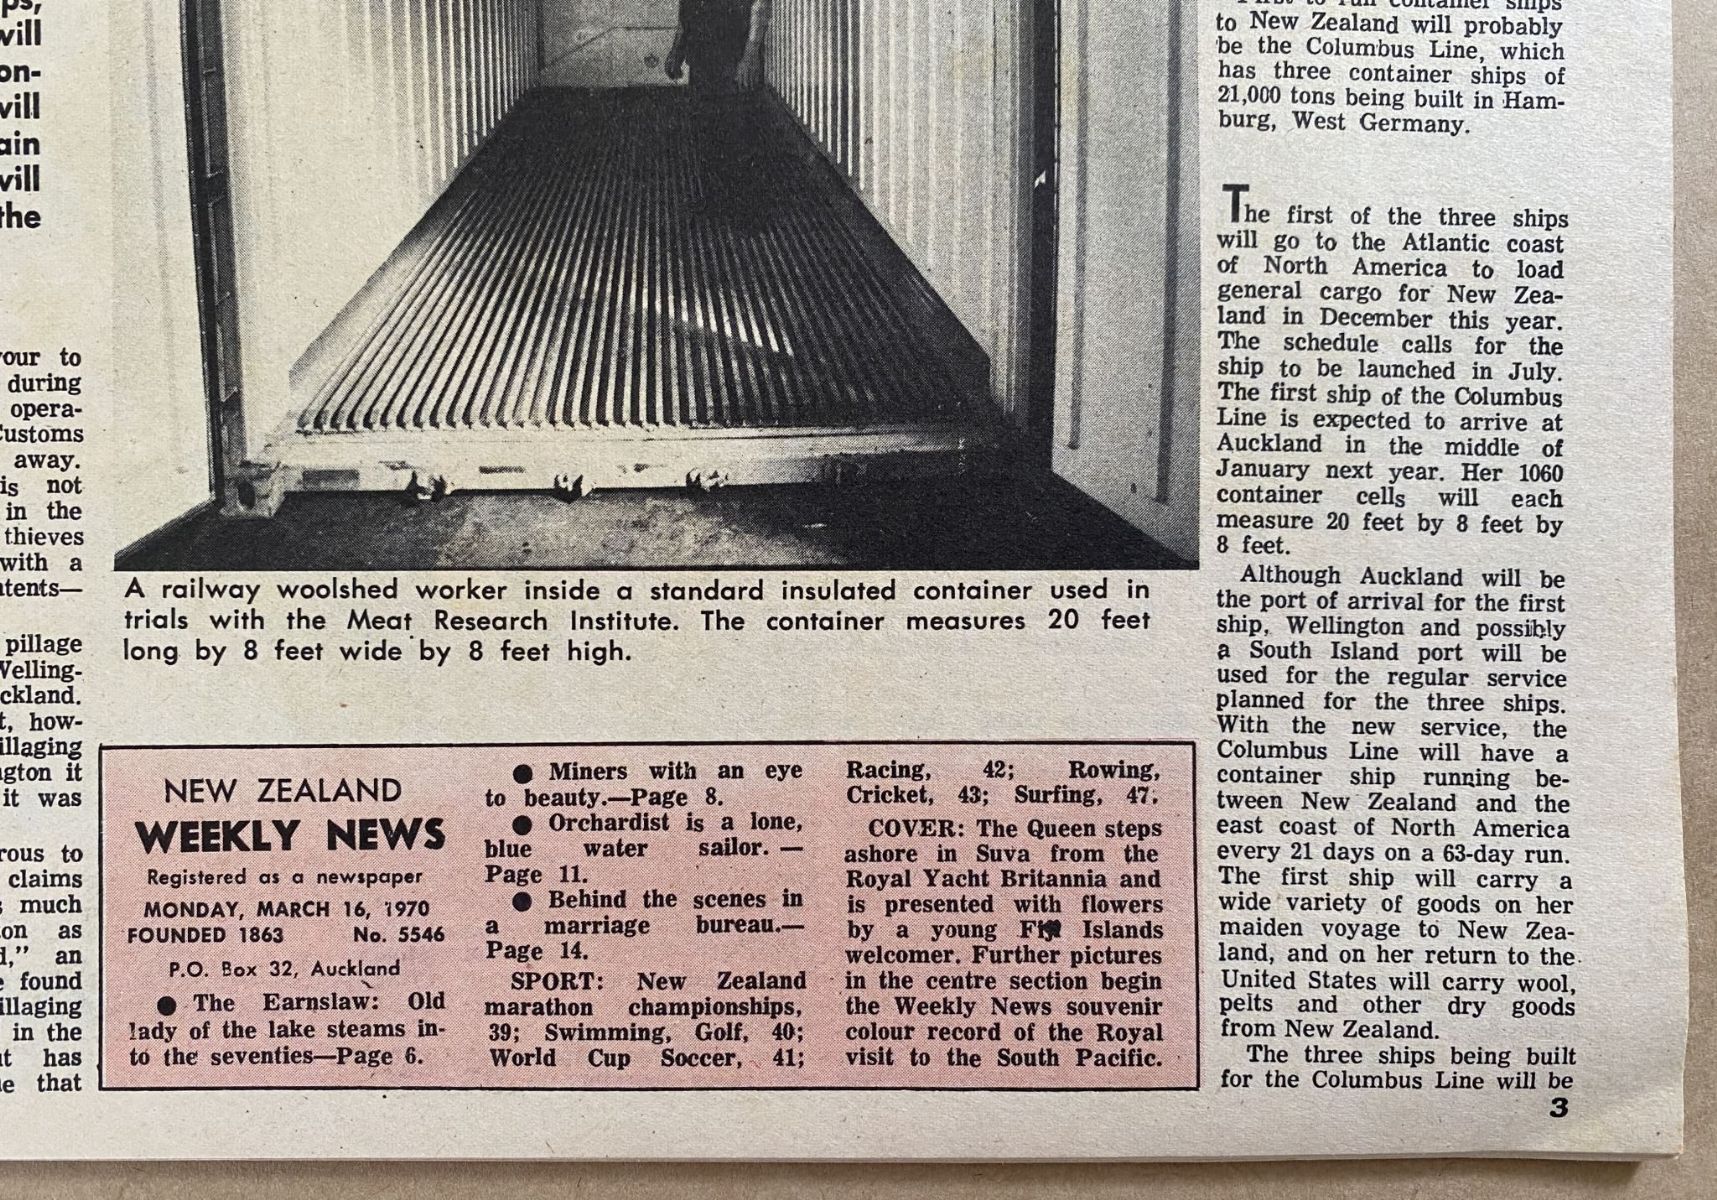 ps,
will
on-
will
ain
will
the
our to
during
opera-
Customs
away.
is not
in the
thieves
with a
tents—
pillage
Welling-
ckland.
t, how-
illaging
ngton it
it was
rous to
claims
s much
on as
d," an
e found
illaging
in the
ut has
e that
A railway woolshed worker inside a standard insulated container used in
trials with the Meat Research Institute. The container measures 20 feet
long by 8 feet wide by 8 feet high.
NEW ZEALAND
WEEKLY NEWS
Registered as a newspaper
MONDAY, MARCH 16, 1970
FOUNDED 1863 No. 5546
P.O. Box 32, Auckland
● The Earnslaw: Old
lady of the lake steams in-
to the seventies—Page 6.
● Miners with an eye
to beauty.—Page 8.
● Orchardist is a lone,
blue water sailor. —
Page 11.
● Behind the scenes in
a marriage bureau.—
Page 14.
SPORT: New Zealand
marathon championships,
39; Swimming, Golf, 40;
World Cup Soccer, 41;
Racing, 42; Rowing,
Cricket, 43; Surfing, 47.
COVER: The Queen steps
ashore in Suva from the
Royal Yacht Britannia and
is presented with flowers
by a young Fiji Islands
welcomer. Further pictures
in the centre section begin
the Weekly News souvenir
colour record of the Royal
visit to the South Pacific.
First to run container ships
to New Zealand will probably
be the Columbus Line, which
has three container ships of
21,000 tons being built in Ham-
burg, West Germany.
The first of the three ships
will go to the Atlantic coast
of North America to load
general cargo for New Zea-
land in December this year.
The schedule calls for the
ship to be launched in July.
The first ship of the Columbus
Line is expected to arrive at
Auckland in the middle of
January next year. Her 1060
container cells will each
measure 20 feet by 8 feet by
8 feet.
Although Auckland will be
the port of arrival for the first
ship, Wellington and possibly
a South Island port will be
used for the regular service
planned for the three ships.
With the new service, the
Columbus Line will have a
container ship running be-
tween New Zealand and the
east coast of North America
every 21 days on a 63-day run.
The first ship will carry a
wide variety of goods on her
maiden voyage to New Zea-
land, and on her return to the
United States will carry wool,
pelts and other dry goods
from New Zealand.
The three ships being built
for the Columbus Line will be
3